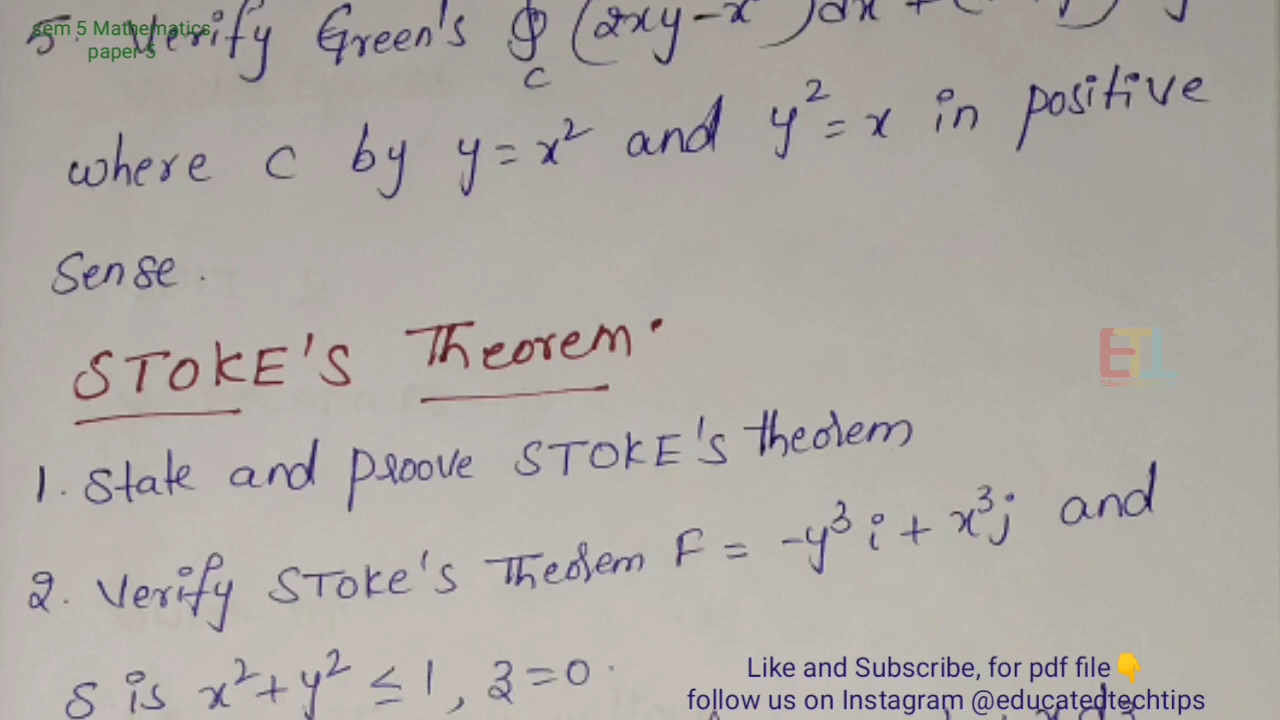 sem 5 Mathematics
paper 5
5. Verify Green's ∮ (2xy-x
C
where C by y=x² and y²=x in positive
sense.
STOKE'S Theorem.
1. State and proove STOKE'S theorem
2. Verify STOKe's Theorem F = -y³i + x³j and
S is x²+y² ≤ 1, z=0.
ETL
Like and Subscribe, for pdf file👇
follow us on Instagram @educatedtechtips